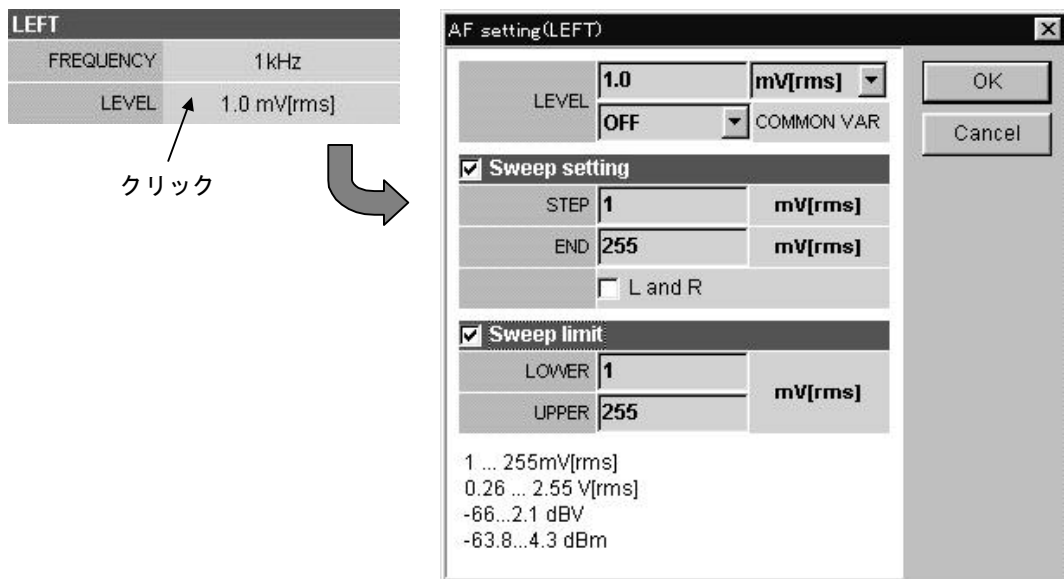 LEFT
FREQUENCY 1kHz
LEVEL 1.0 mV[rms]
クリック
AF setting(LEFT)
LEVEL 1.0 mV[rms]
OFF COMMON VAR
Sweep setting
STEP 1 mV[rms]
END 255 mV[rms]
L and R
Sweep limit
LOWER 1
mV[rms]
UPPER 255
1 ... 255mV[rms]
0.26 ... 2.55 V[rms]
-66...2.1 dBV
-63.8...4.3 dBm
OK
Cancel